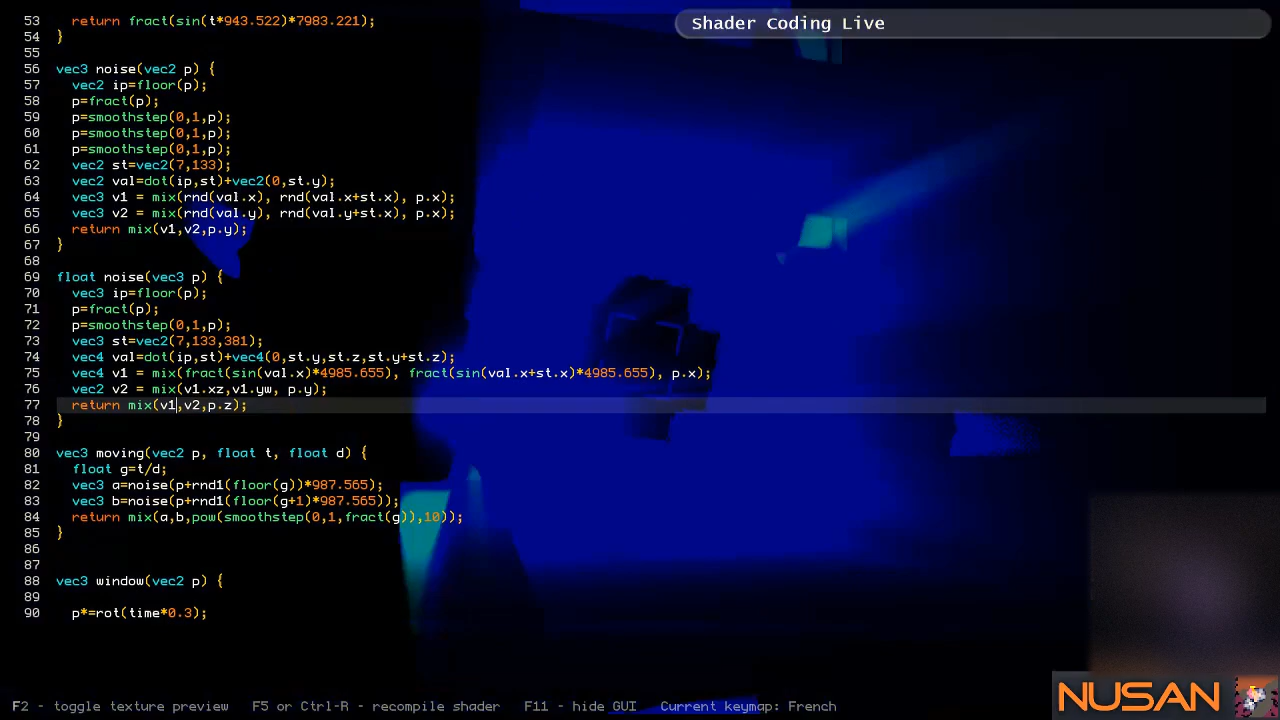 53 return fract(sin(t*943.522)*7983.221);
Shader Coding Live
54 }
55
56 vec3 noise(vec2 p) {
57 vec2 ip=floor(p);
58 p=fract(p);
59 p=smoothstep(0,1,p);
60 p=smoothstep(0,1,p);
61 p=smoothstep(0,1,p);
62 vec2 st=vec2(7,133);
63 vec2 val=dot(ip,st)+vec2(0,st.y);
64 vec3 v1 = mix(rnd(val.x), rnd(val.x+st.x), p.x);
65 vec3 v2 = mix(rnd(val.y), rnd(val.y+st.x), p.x);
66 return mix(v1,v2,p.y);
67 }
68
69 float noise(vec3 p) {
70 vec3 ip=floor(p);
71 p=fract(p);
72 p=smoothstep(0,1,p);
73 vec3 st=vec2(7,133,381);
74 vec4 val=dot(ip,st)+vec4(0,st.y,st.z,st.y+st.z);
75 vec4 v1 = mix(fract(sin(val.x)*4985.655), fract(sin(val.x+st.x)*4985.655), p.x);
76 vec2 v2 = mix(v1.xz,v1.yw, p.y);
77 return mix(v1,v2,p.z);
78 }
79
80 vec3 moving(vec2 p, float t, float d) {
81 float g=t/d;
82 vec3 a=noise(p+rnd1(floor(g))*987.565);
83 vec3 b=noise(p+rnd1(floor(g+1)*987.565));
84 return mix(a,b,pow(smoothstep(0,1,fract(g)),10));
85 }
86
87
88 vec3 window(vec2 p) {
89
90 p*=rot(time*0.3);
F2 - toggle texture preview F5 or Ctrl-R - recompile shader F11 - hide GUI Current keymap: French
NUSAN